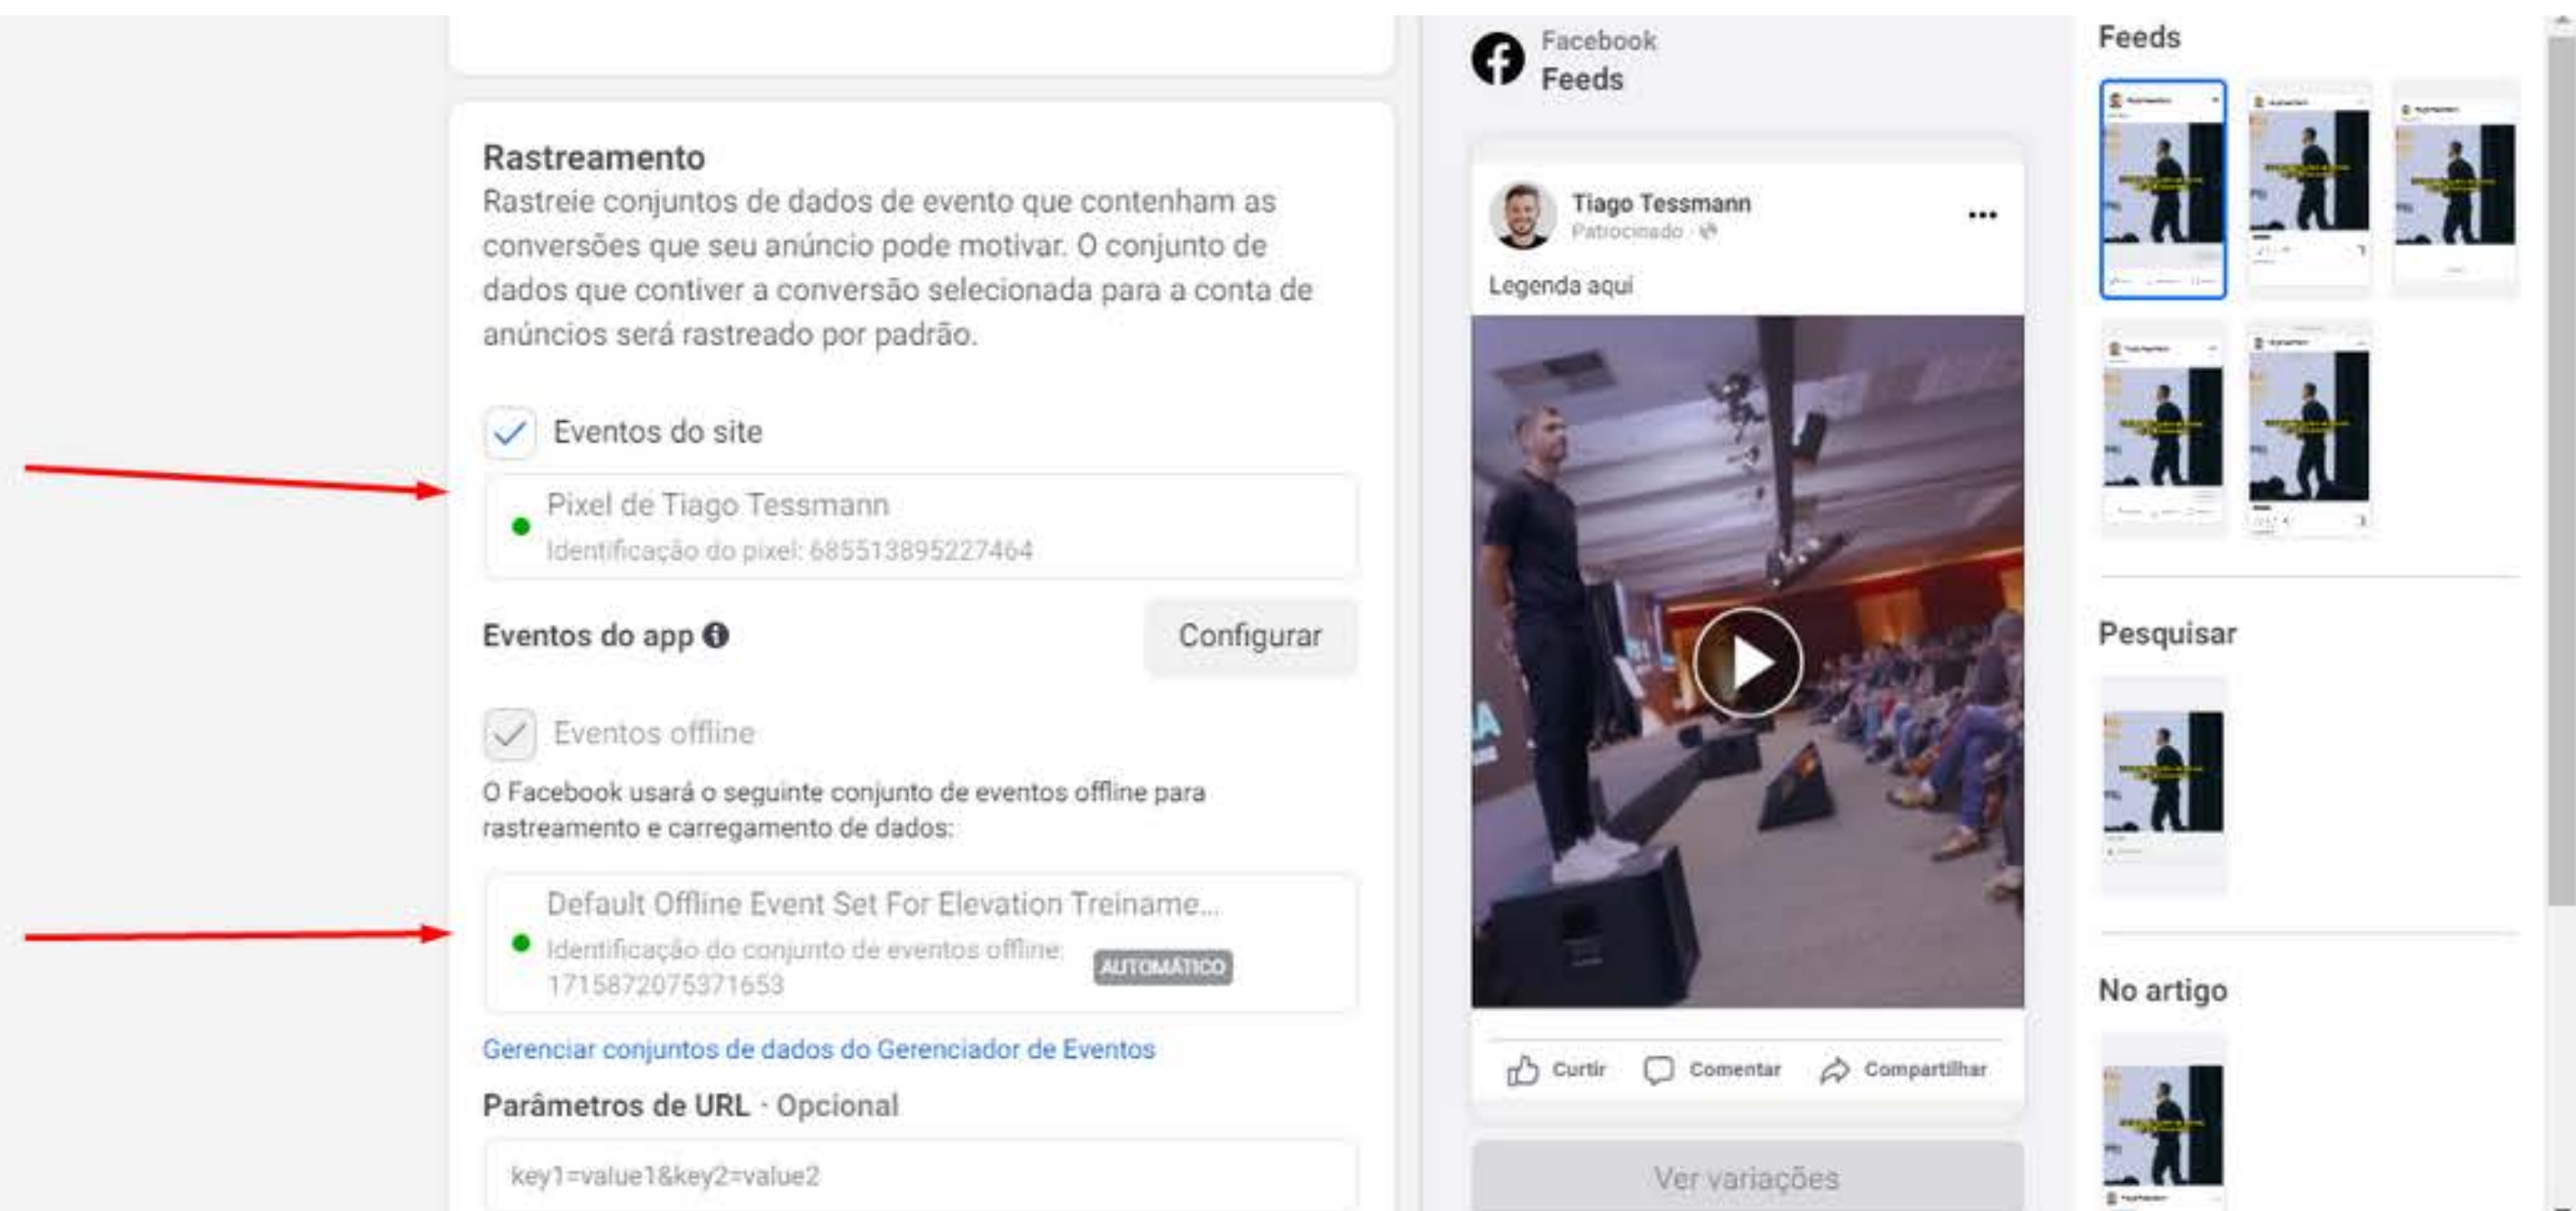 Rastreamento
Rastreie conjuntos de dados de evento que contenham as
conversões que seu anúncio pode motivar. O conjunto de
dados que contiver a conversão selecionada para a conta de
anúncios será rastreado por padrão.
Eventos do site
Pixel de Tiago Tessmann
Identificação do pixel: 685513895227464
Eventos do app
Configurar
Eventos offline
O Facebook usará o seguinte conjunto de eventos offline para
rastreamento e carregamento de dados:
Default Offline Event Set For Elevation Treiname...
Identificação do conjunto de eventos offline:
1715872075371653
AUTOMÁTICO
Gerenciar conjuntos de dados do Gerenciador de Eventos
Parâmetros de URL · Opcional
key1=value1&key2=value2
Facebook
Feeds
Tiago Tessmann
Patrocinado
Legenda aqui
Curtir
Comentar
Compartilhar
Ver variações
Feeds
Pesquisar
No artigo